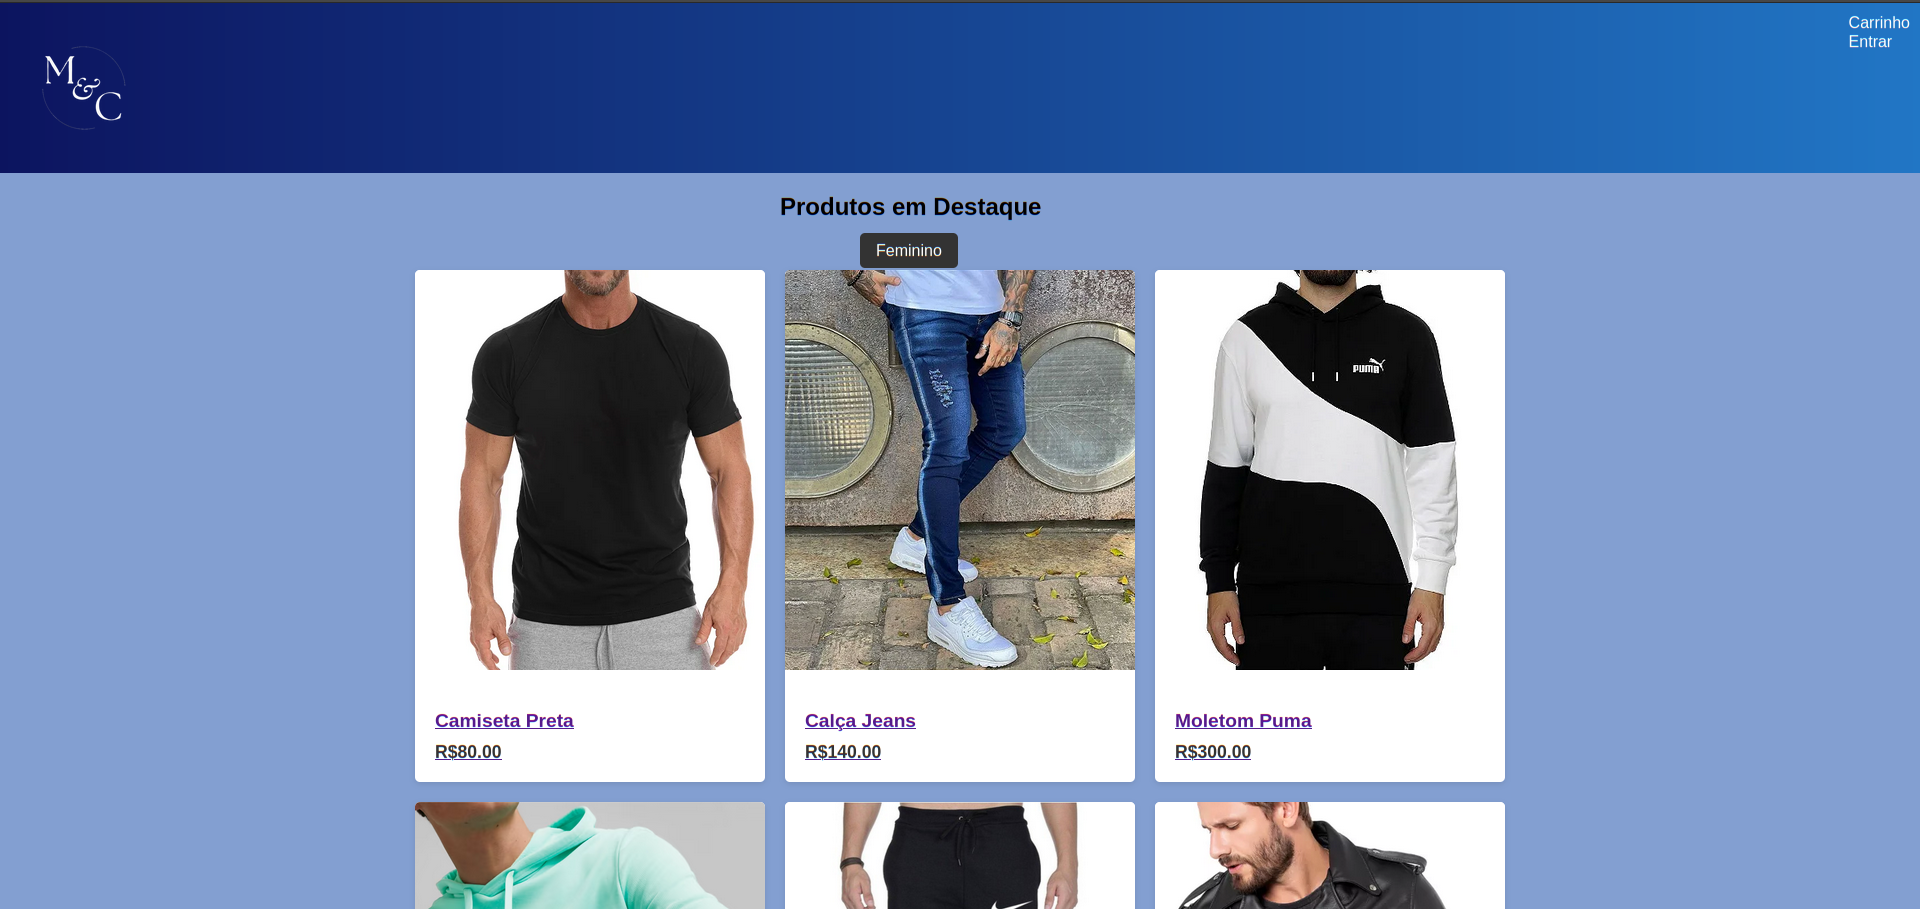 Carrinho
Entrar
M
&
C
Produtos em Destaque
Feminino
PUMA
Camiseta Preta
Calça Jeans
Moletom Puma
R$80.00
R$140.00
R$300.00